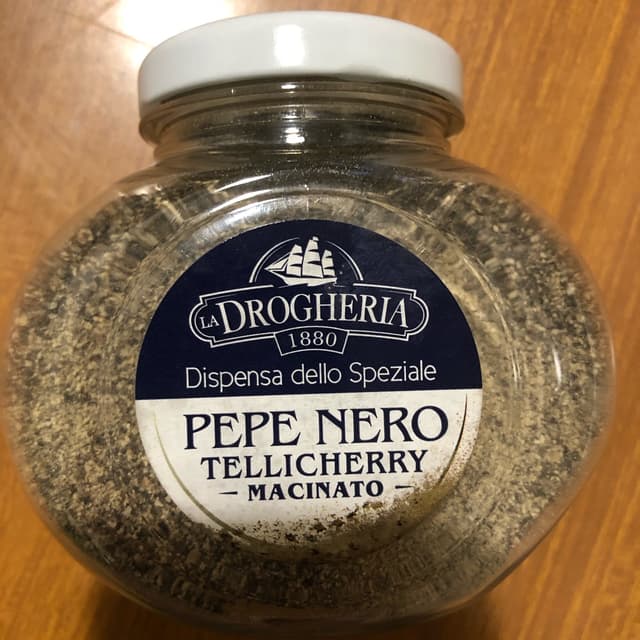 LA DROGHERIA
1880
Dispensa dello Speziale
PEPE NERO
TELLICHERRY
- MACINATO -